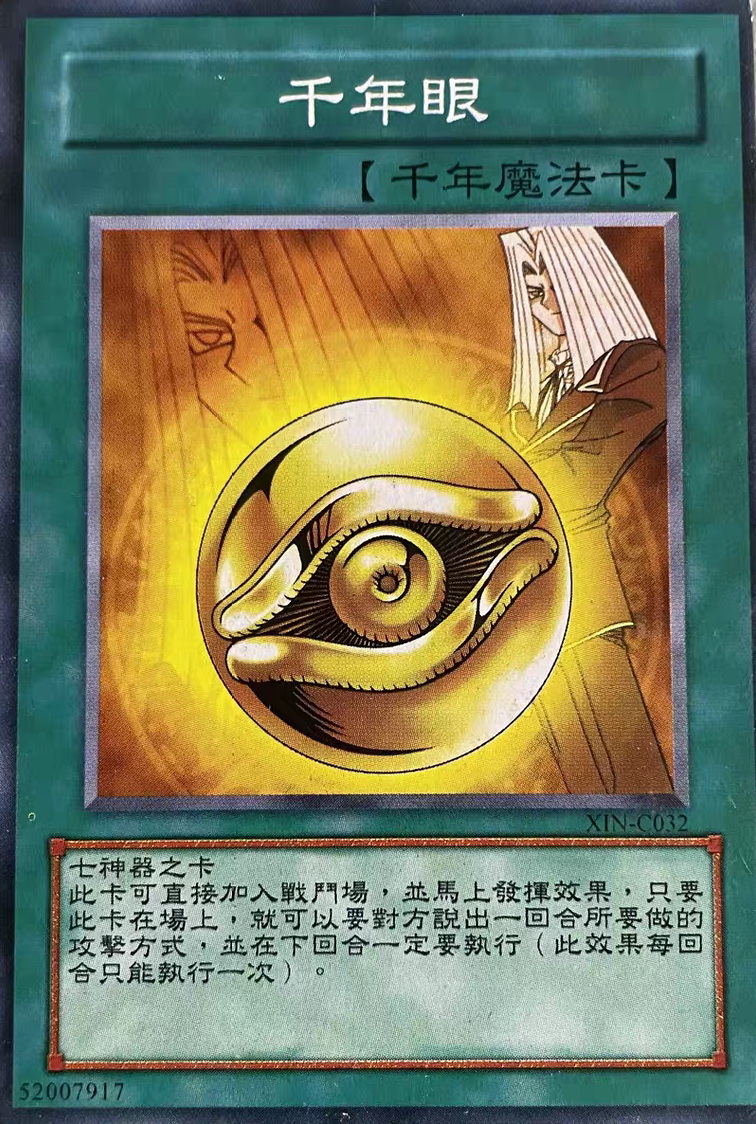 千年眼
【千年魔法卡】
XIN-C032
七神器之卡
此卡可直接加入戰鬥場，並馬上發揮效果，只要
此卡在場上，就可以要對方說出一回合所要做的
攻擊方式，並在下回合一定要執行（此效果每回
合只能執行一次）。
52007917